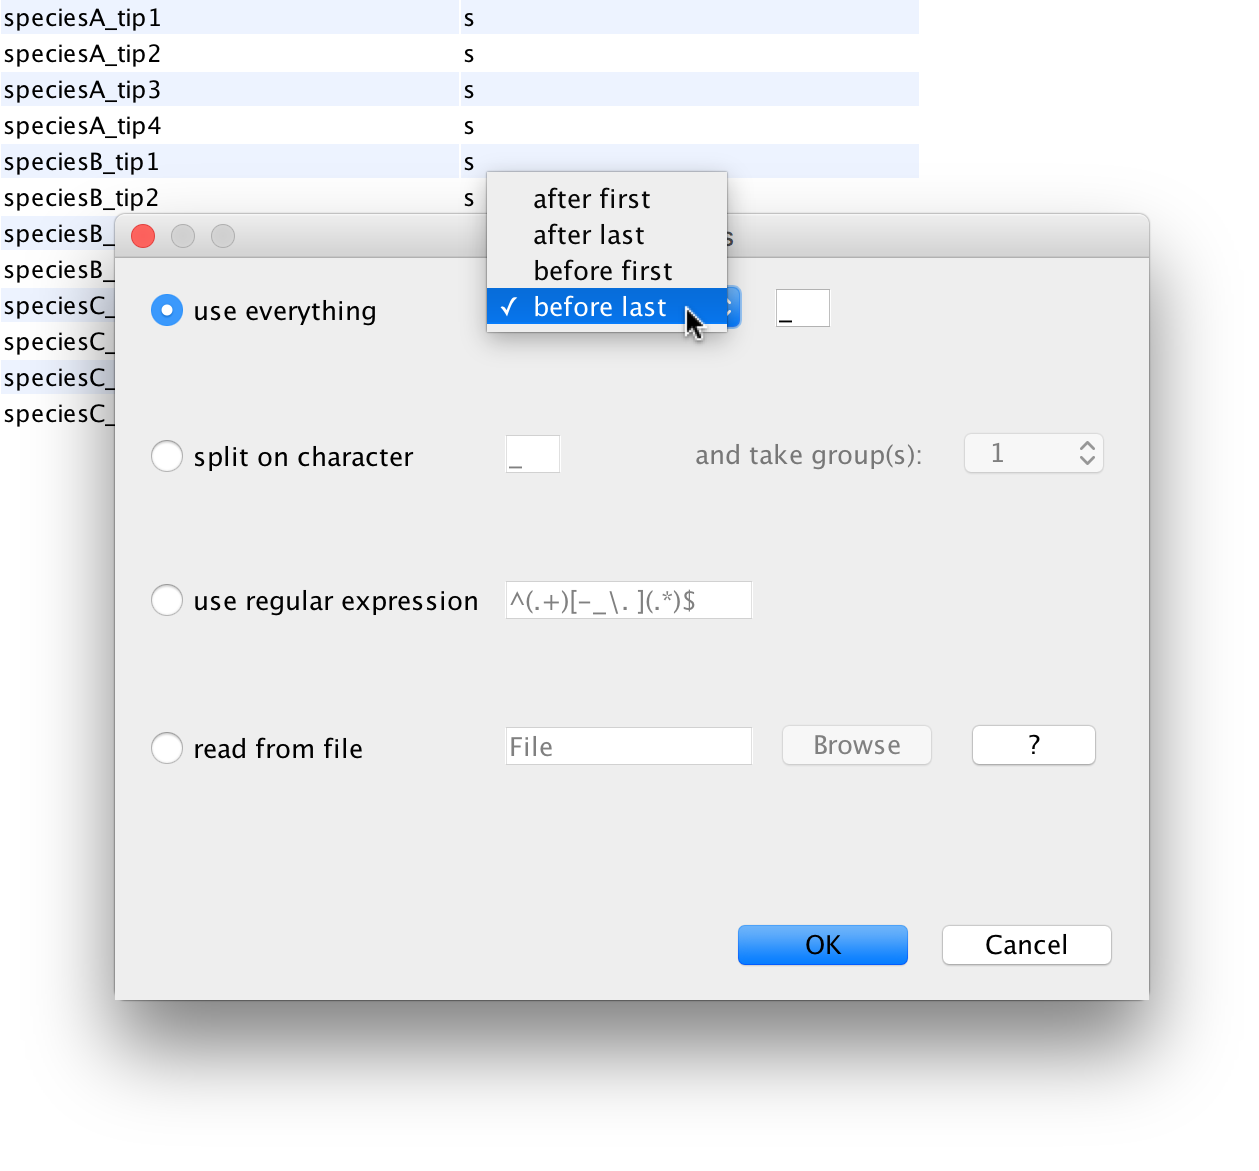 speciesA_tip1 s
speciesA_tip2 s
speciesA_tip3 s
speciesA_tip4 s
speciesB_tip1 s
speciesB_tip2 s
speciesB_
speciesB_
speciesC_
speciesC_
speciesC_
speciesC_
s
after first
after last
before first
✓ before last
use everything _
split on character _ and take group(s): 1
use regular expression ^(.+)[-_\. ](.*)$
read from file File Browse ?
OK Cancel